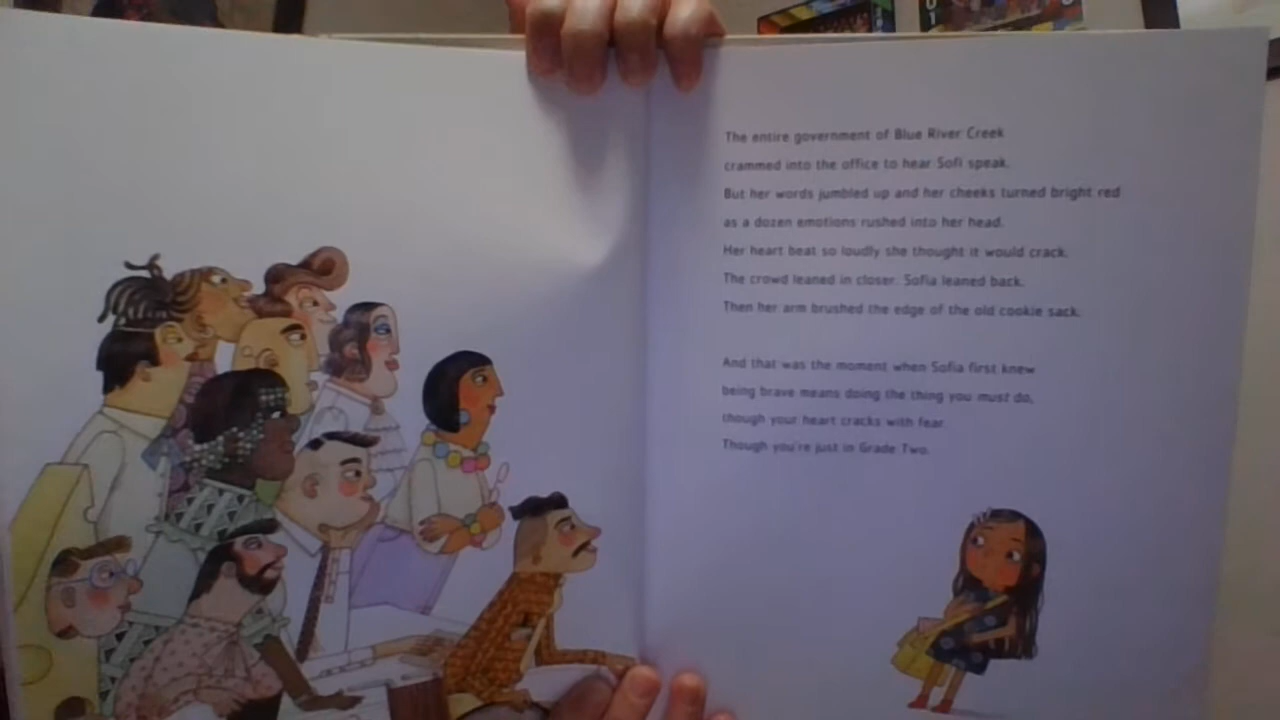 The entire government of Blue River Creek
crammed into the office to hear Sofi speak.
But her words jumbled up and her cheeks turned bright red
as a dozen emotions rushed into her head.
Her heart beat so loudly she thought it would crack.
The crowd leaned in closer. Sofia leaned back.
Then her arm brushed the edge of the old cookie sack.
And that was the moment when Sofia first knew
being brave means doing the thing you must do,
though your heart cracks with fear.
Though you're just in Grade Two.